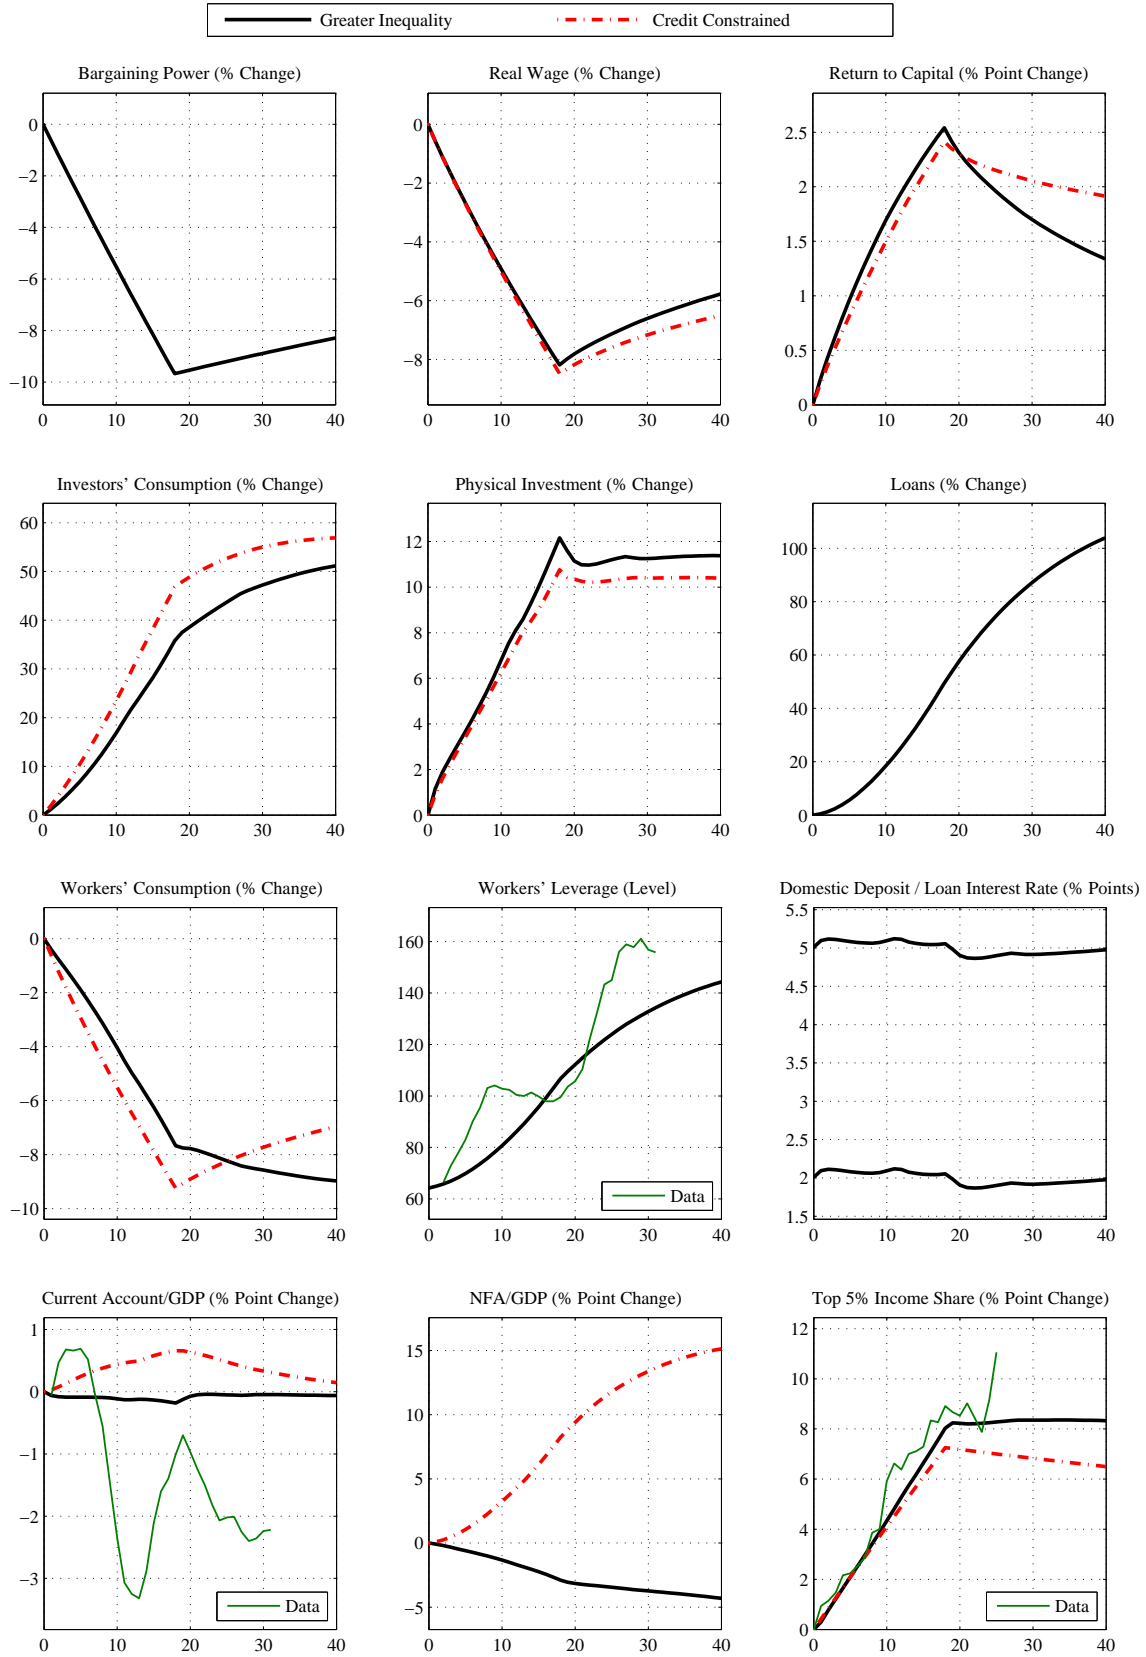 Greater Inequality Credit Constrained
Bargaining Power (% Change) Real Wage (% Change) Return to Capital (% Point Change)
0 −2 −4 −6 −8 −10
0 10 20 30 40
0 −2 −4 −6 −8
0 10 20 30 40
2.5 2 1.5 1 0.5 0
0 10 20 30 40
Investors’ Consumption (% Change) Physical Investment (% Change) Loans (% Change)
60 50 40 30 20 10 0
0 10 20 30 40
12 10 8 6 4 2 0
0 10 20 30 40
100 80 60 40 20 0
0 10 20 30 40
Workers’ Consumption (% Change) Workers’ Leverage (Level) Domestic Deposit / Loan Interest Rate (% Points)
0 −2 −4 −6 −8 −10
0 10 20 30 40
160 140 120 100 80 60
Data
0 10 20 30 40
5.5 5 4.5 4 3.5 3 2.5 2 1.5
0 10 20 30 40
Current Account/GDP (% Point Change) NFA/GDP (% Point Change) Top 5% Income Share (% Point Change)
1 0 −1 −2 −3
Data
0 10 20 30 40
15 10 5 0 −5
0 10 20 30 40
12 10 8 6 4 2 0
Data
0 10 20 30 40